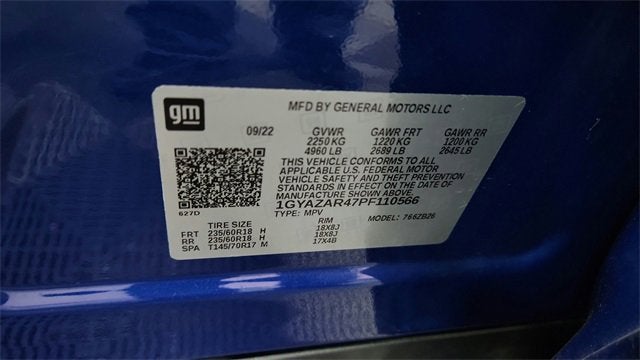 gm
MFD BY GENERAL MOTORS LLC
09/22 GVWR GAWR FRT GAWR RR
2250 KG 1220 KG 1200 KG
4960 LB 2689 LB 2645 LB
THIS VEHICLE CONFORMS TO ALL
APPLICABLE U.S. FEDERAL MOTOR
VEHICLE SAFETY AND THEFT PREVENTION
STANDARDS IN EFFECT ON THE DATE OF
MANUFACTURE SHOWN ABOVE.
1GYAZAR47PF110566
627D
TYPE: MPV MODEL: 766ZB26
TIRE SIZE RIM
FRT 235/60R18 H 18X8J
RR 235/60R18 H 18X8J
SPA T145/70R17 M 17X4B